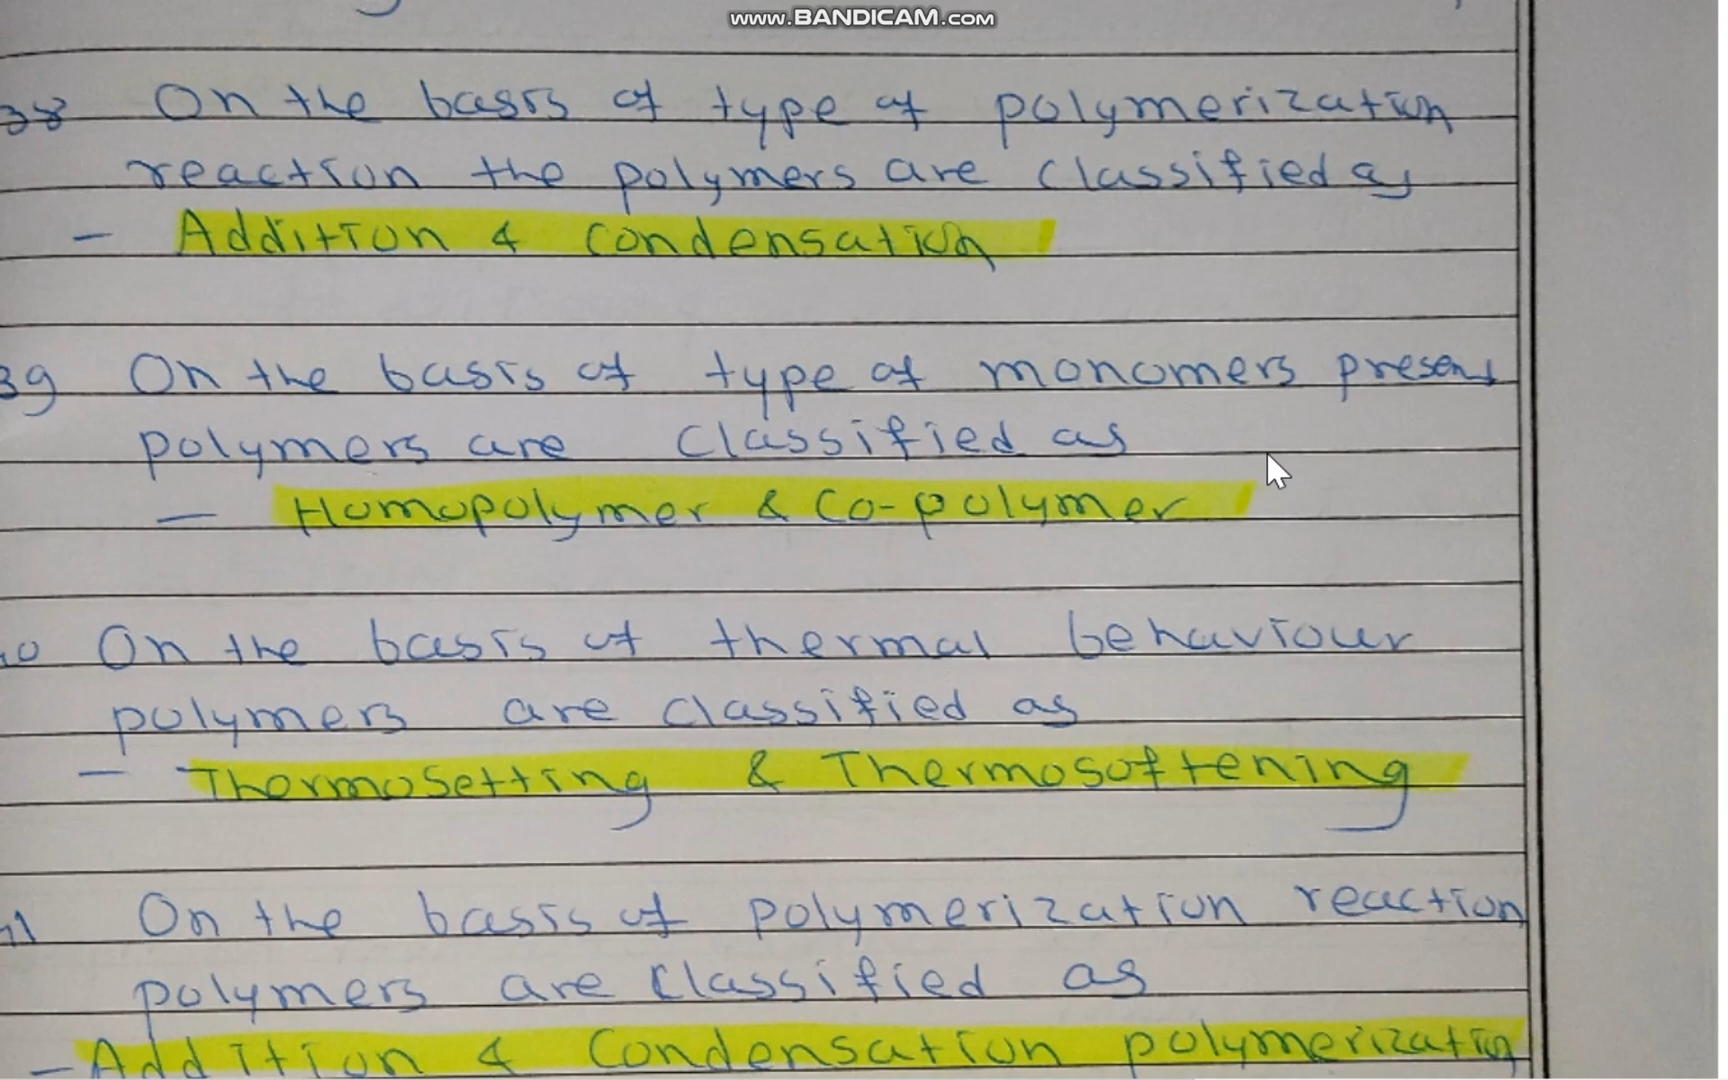 www.BANDICAM.com
38 On the basis of type of polymerization
reaction the polymers are classified as
- Addition & condensation
39 On the basis of type of monomers present
polymers are classified as
- Homopolymer & Co-polymer
40 On the basis of thermal behaviour
polymers are classified as
- Thermosetting & Thermosoftening
41 On the basis of polymerization reaction
polymers are classified as
- Addition & Condensation polymerization